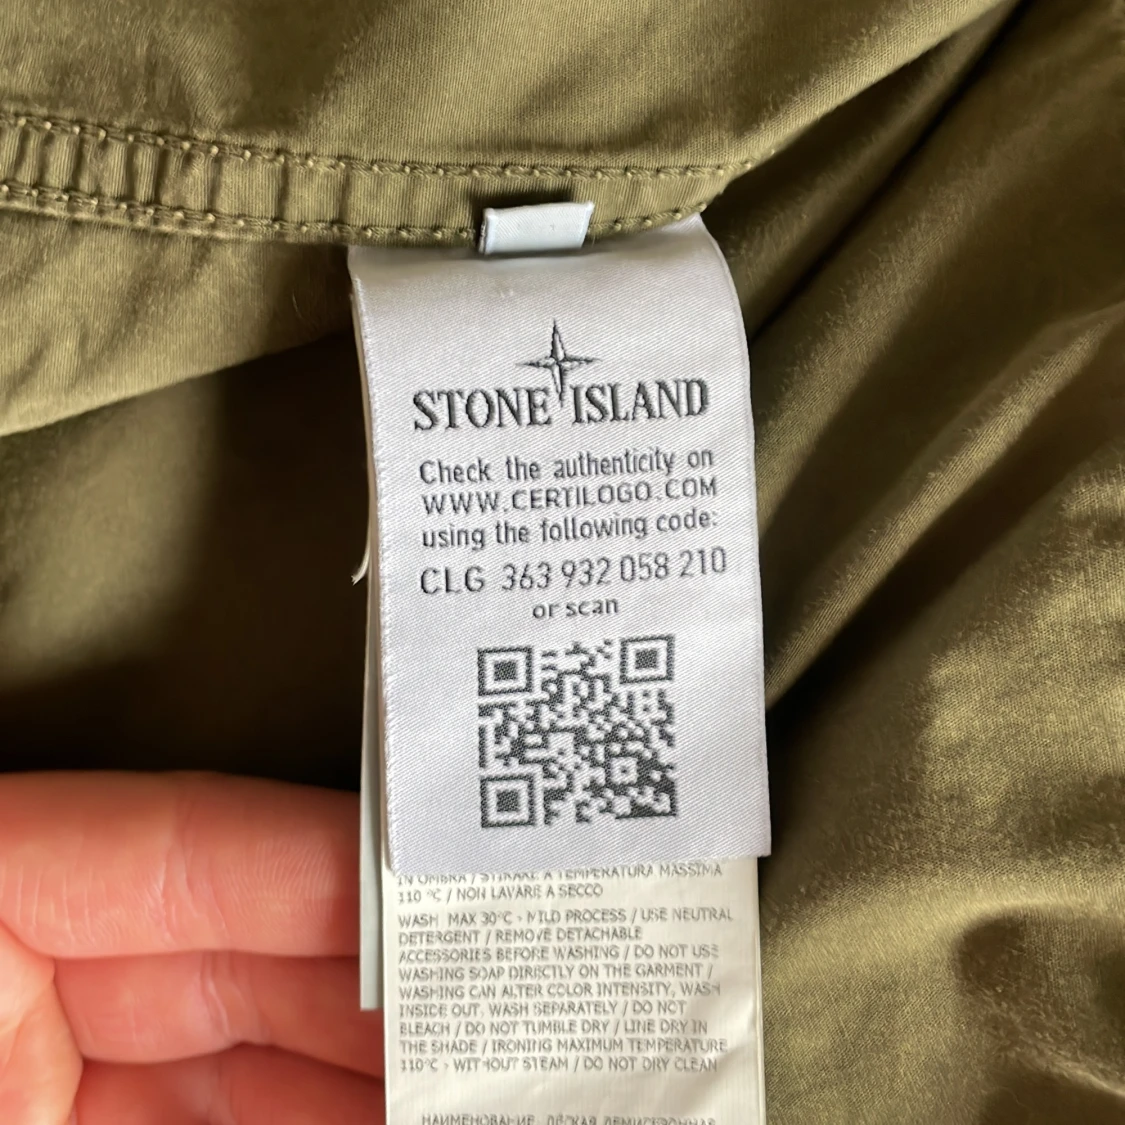 STONE ISLAND
Check the authenticity on
WWW.CERTILOGO.COM
using the following code:
CLG 363 932 058 210
or scan
IN OMBRA / STIRARE A TEMPERATURA MASSIMA
110 °C / NON LAVARE A SECCO
WASH MAX 30°C - MILD PROCESS / USE NEUTRAL
DETERGENT / REMOVE DETACHABLE
ACCESSORIES BEFORE WASHING / DO NOT USE
WASHING SOAP DIRECTLY ON THE GARMENT /
WASHING CAN ALTER COLOR INTENSITY, WASH
INSIDE OUT, WASH SEPARATELY / DO NOT
BLEACH / DO NOT TUMBLE DRY / LINE DRY IN
THE SHADE / IRONING MAXIMUM TEMPERATURE
110°C - WITHOUT STEAM / DO NOT DRY CLEAN
НАИМЕНОВАНИЕ: